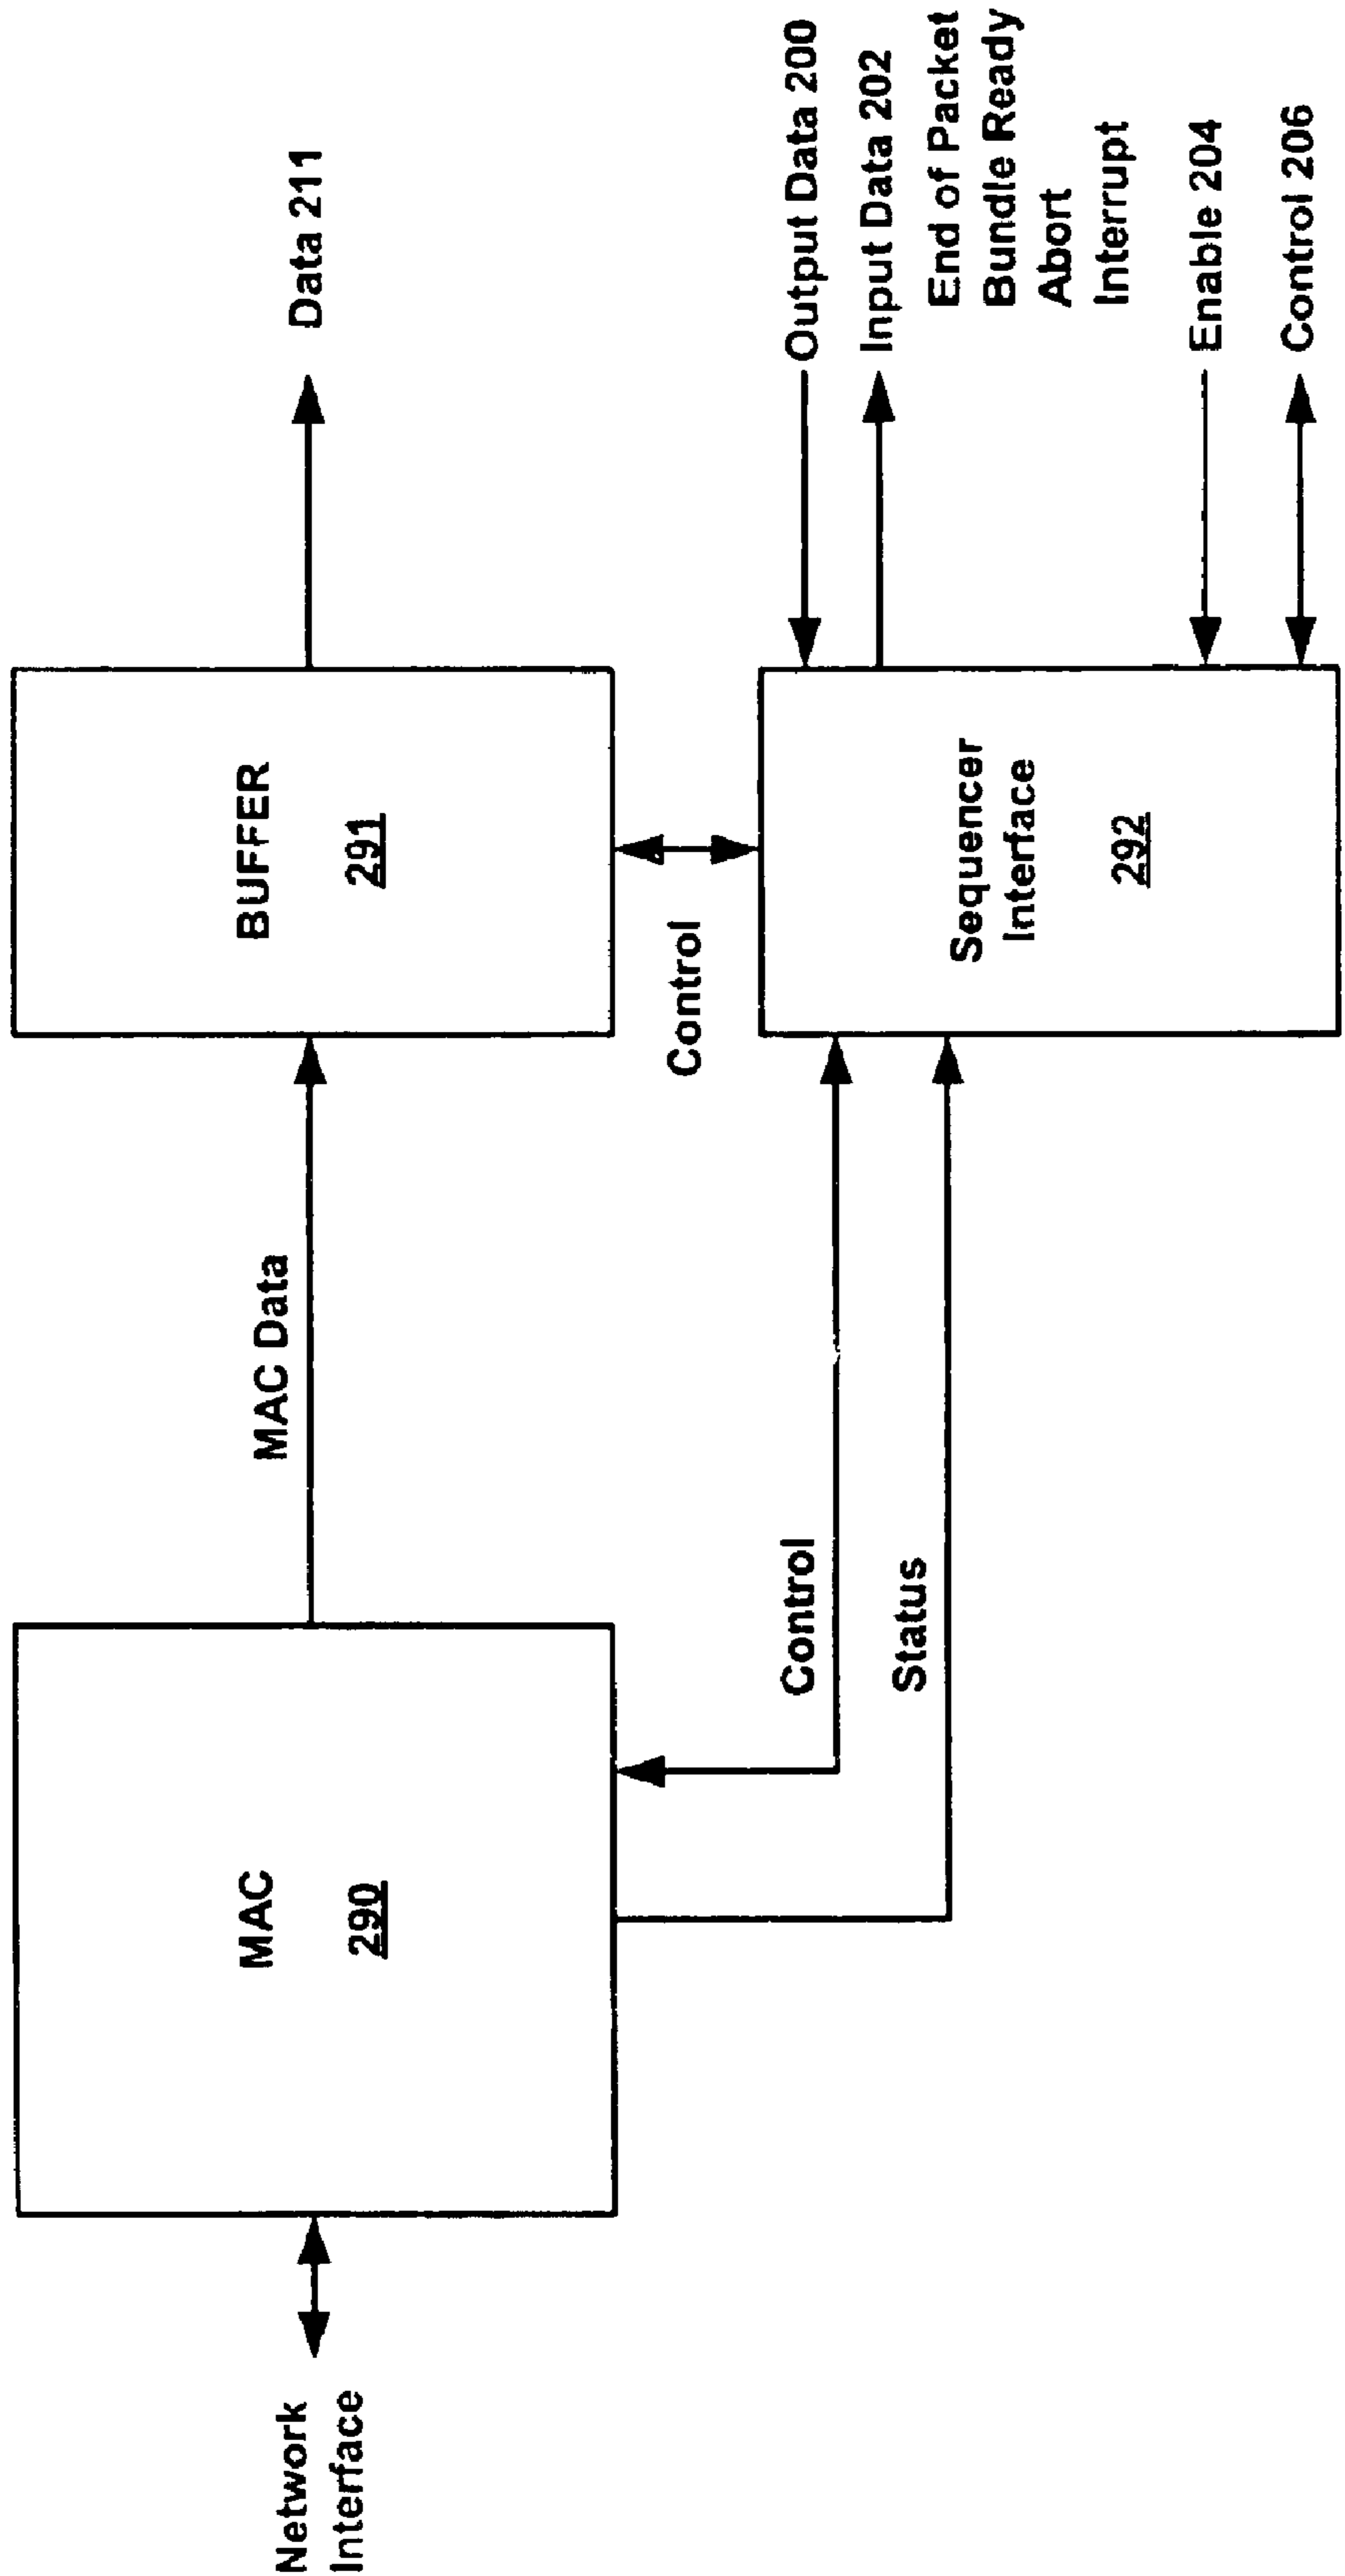 Network
Interface
MAC
290
MAC Data
BUFFER
291
Data 211
Control
Status
Control
Sequencer
Interface
292
Output Data 200
Input Data 202
End of Packet
Bundle Ready
Abort
Interrupt
Enable 204
Control 206